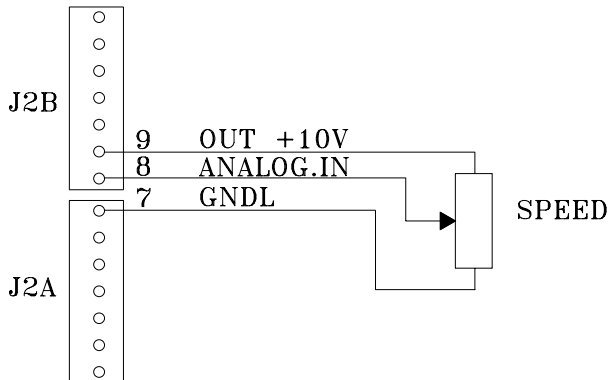 J2B
9 OUT +10V
8 ANALOG.IN
7 GNDL
SPEED
J2A